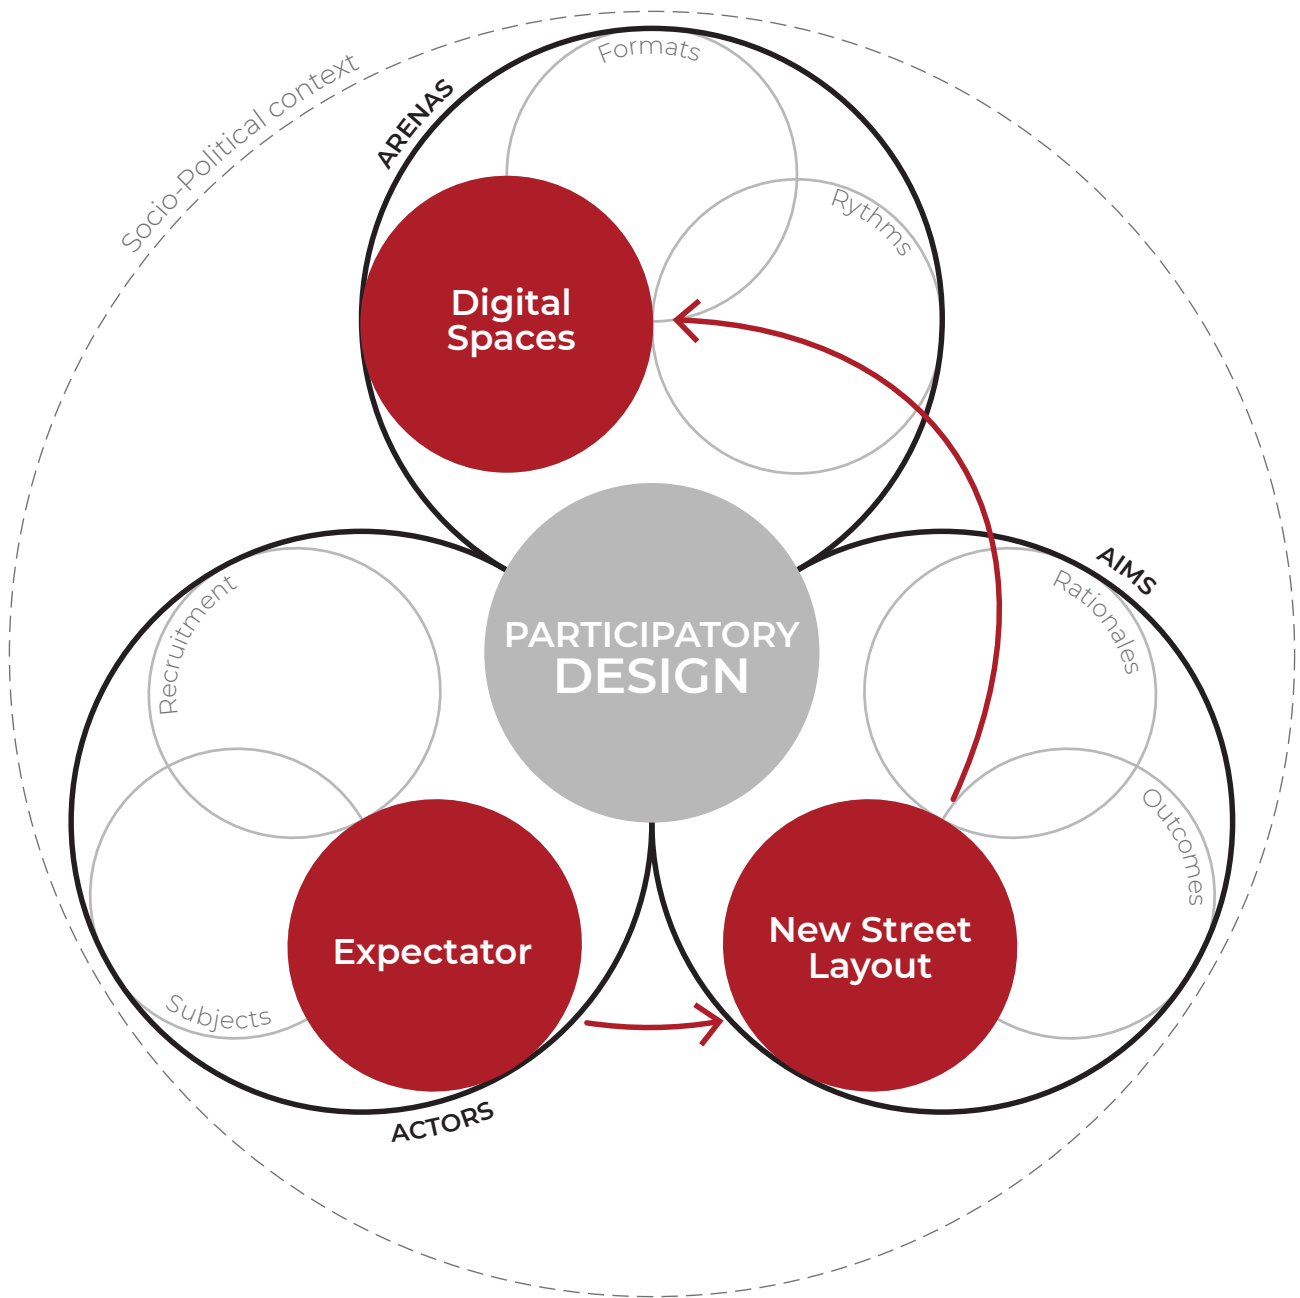 Socio-Political context
ARENAS
Formats
Rythms
Digital
Spaces
PARTICIPATORY
DESIGN
AIMS
Rationales
Outcomes
New Street
Layout
Recruitment
Expectator
Subjects
ACTORS